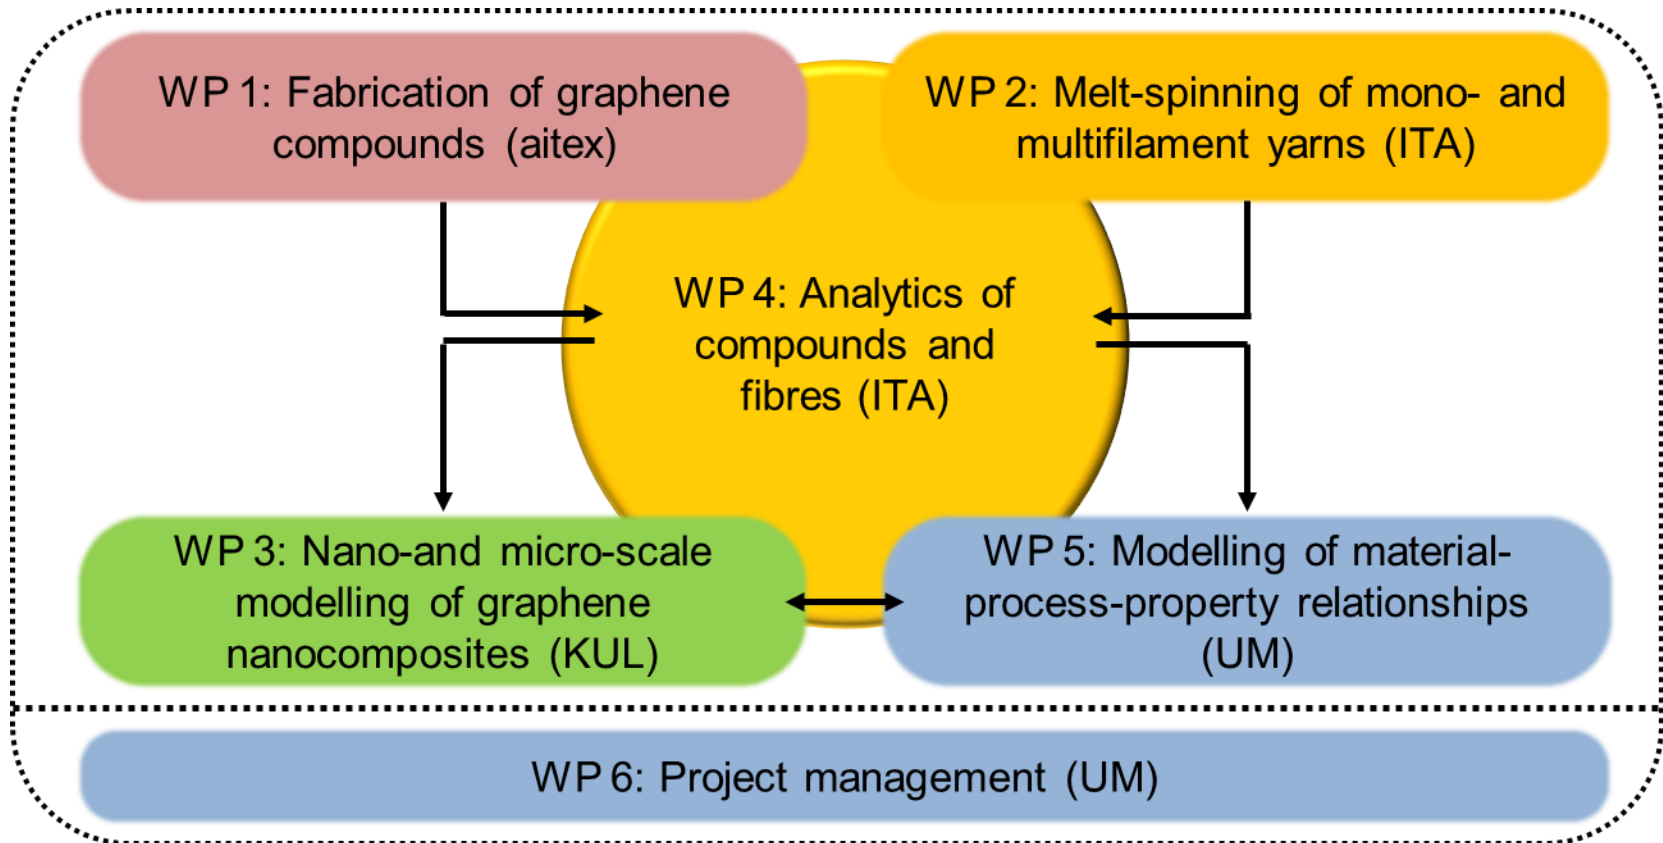 WP 1: Fabrication of graphene
compounds (aitex)
WP 2: Melt-spinning of mono- and
multifilament yarns (ITA)
WP 4: Analytics of
compounds and
fibres (ITA)
WP 3: Nano-and micro-scale
modelling of graphene
nanocomposites (KUL)
WP 5: Modelling of material-
process-property relationships
(UM)
WP 6: Project management (UM)